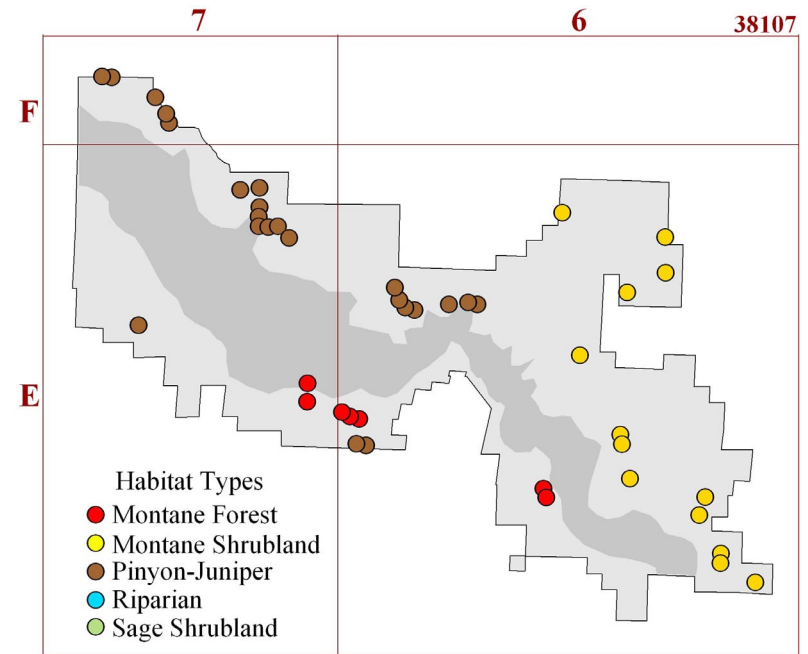 7 6 38107
F
E
Habitat Types
Montane Forest
Montane Shrubland
Pinyon-Juniper
Riparian
Sage Shrubland